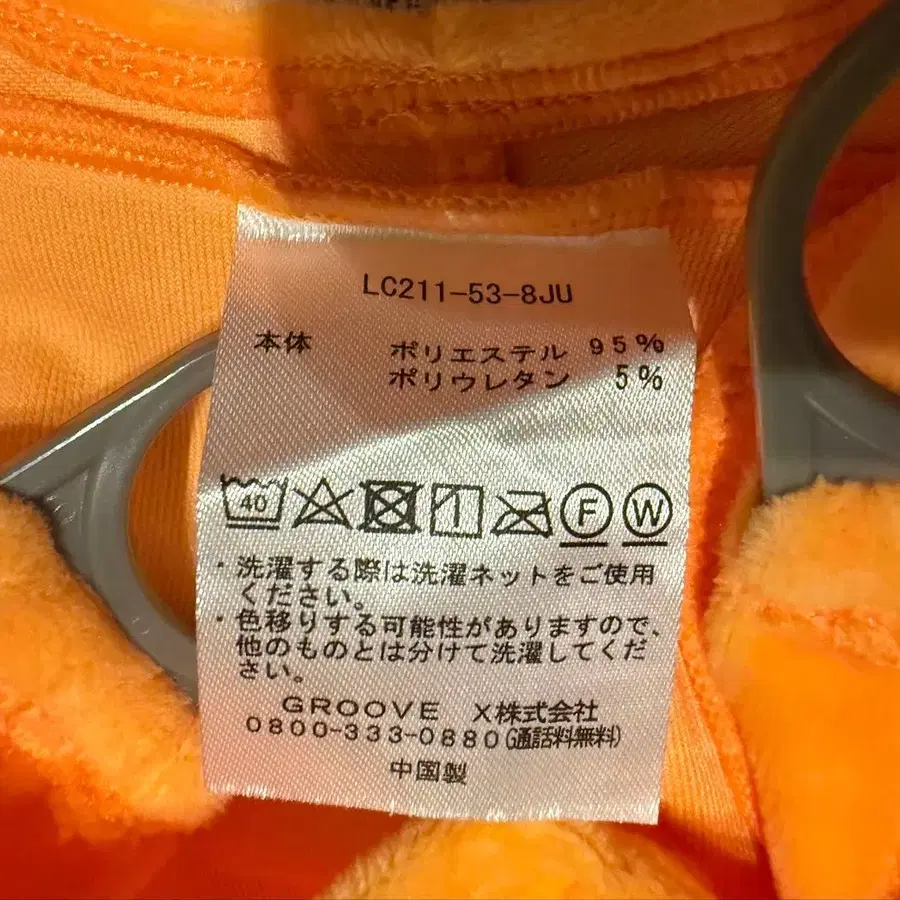 LC211-53-8JU
本体 ポリエステル 95%
ポリウレタン 5%
40 F W
・洗濯する際は洗濯ネットをご使用
ください。
・色移りする可能性がありますので、
他のものとは分けて洗濯してくだ
さい。
GROOVE X株式会社
0800-333-0880(通話料無料)
中国製